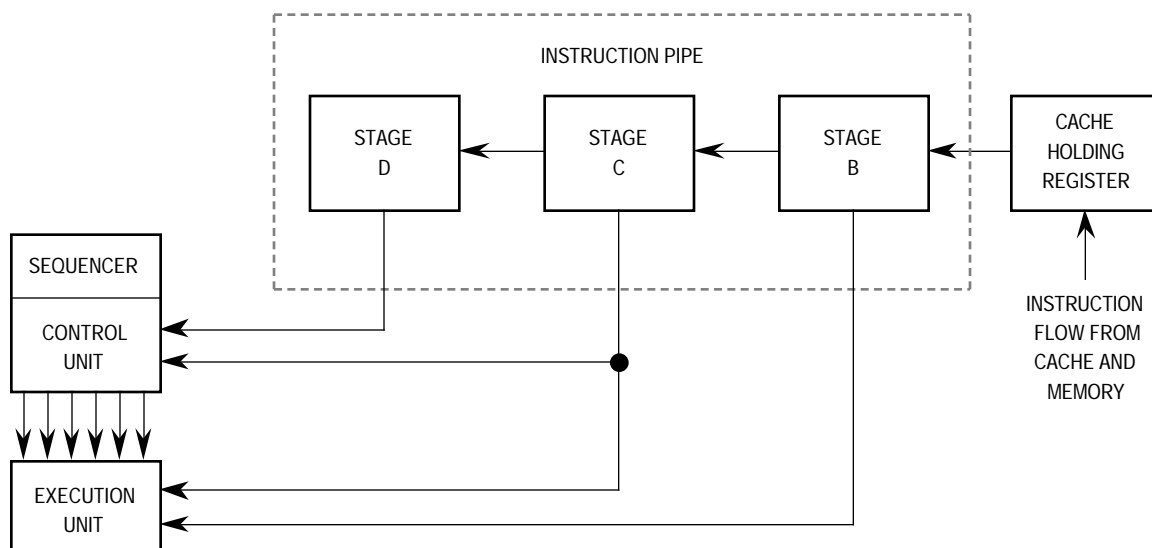 INSTRUCTION PIPE
STAGE
D
STAGE
C
STAGE
B
CACHE
HOLDING
REGISTER
SEQUENCER
CONTROL
UNIT
INSTRUCTION
FLOW FROM
CACHE AND
MEMORY
EXECUTION
UNIT